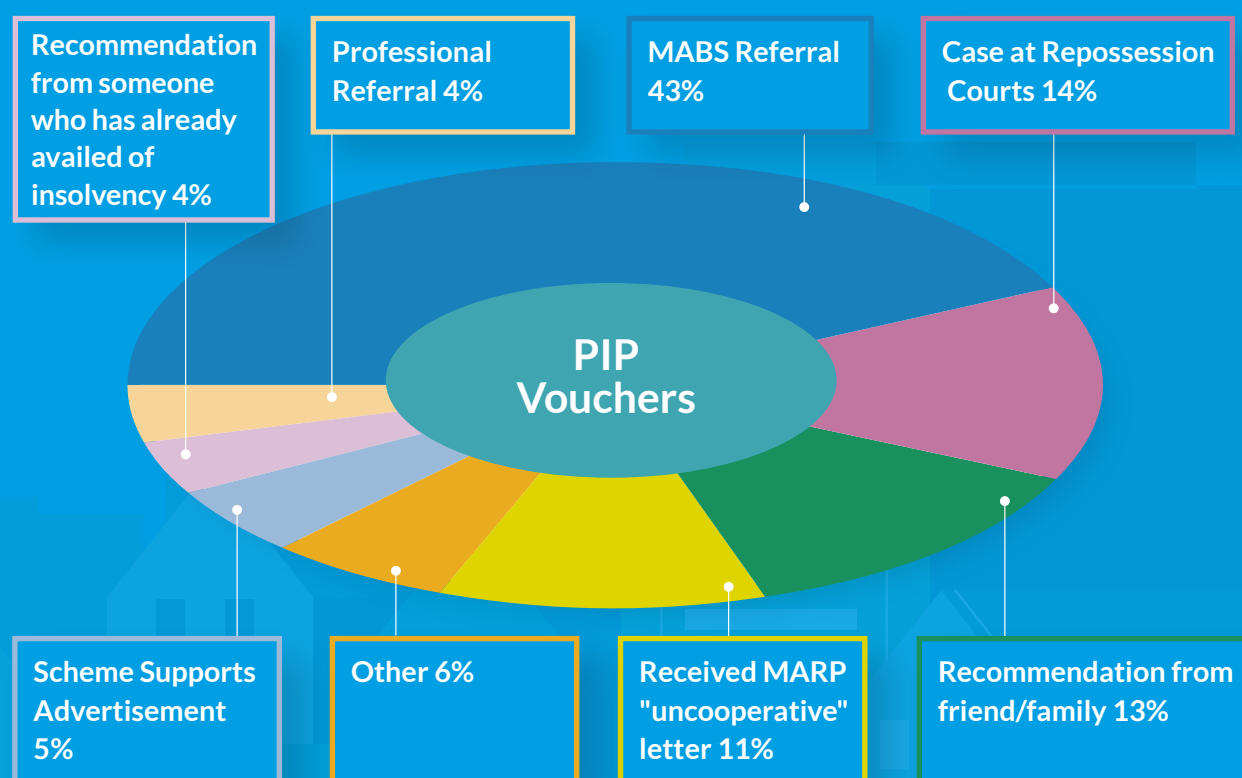 Recommendation
from someone
who has already
availed of
insolvency 4%
Professional
Referral 4%
MABS Referral
43%
Case at Repossession
Courts 14%
PIP
Vouchers
Scheme Supports
Advertisement
5%
Other 6%
Received MARP
"uncooperative"
letter 11%
Recommendation from
friend/family 13%